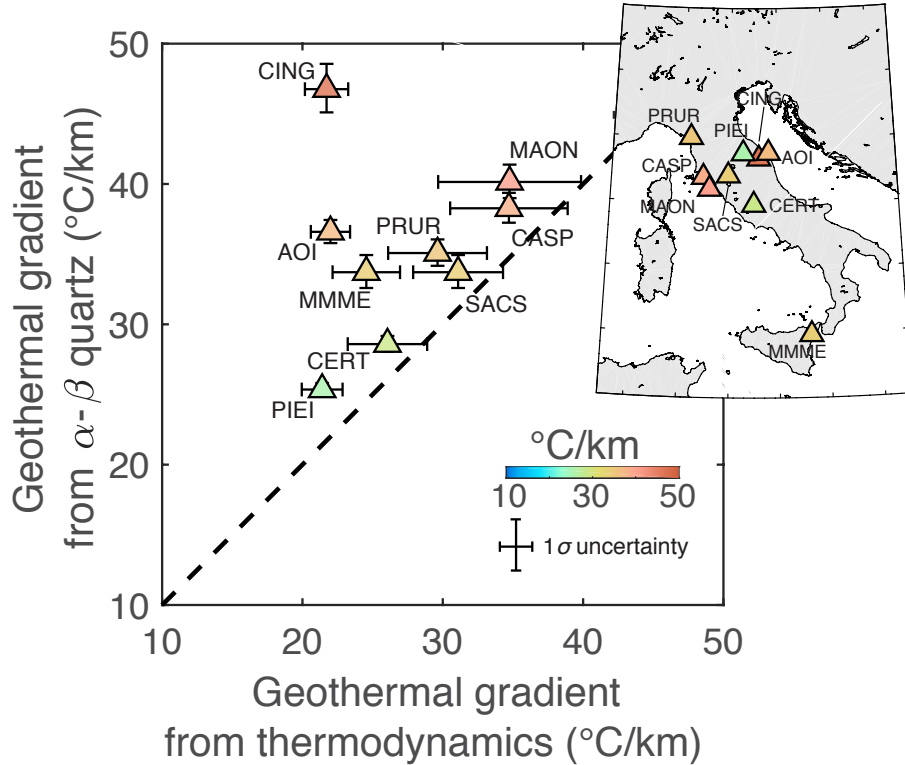 Geothermal gradient
from α-β quartz (°C/km)
50
40
30
20
10
10
20
30
40
50
Geothermal gradient
from thermodynamics (°C/km)
CING
MAON
CASP
PRUR
AOI
MMME
SACS
CERT
PIEI
°C/km
10 30 50
1σ uncertainty
CING
PRUR
PIEI
AOI
CASP
MAON
SACS
CERT
MMME